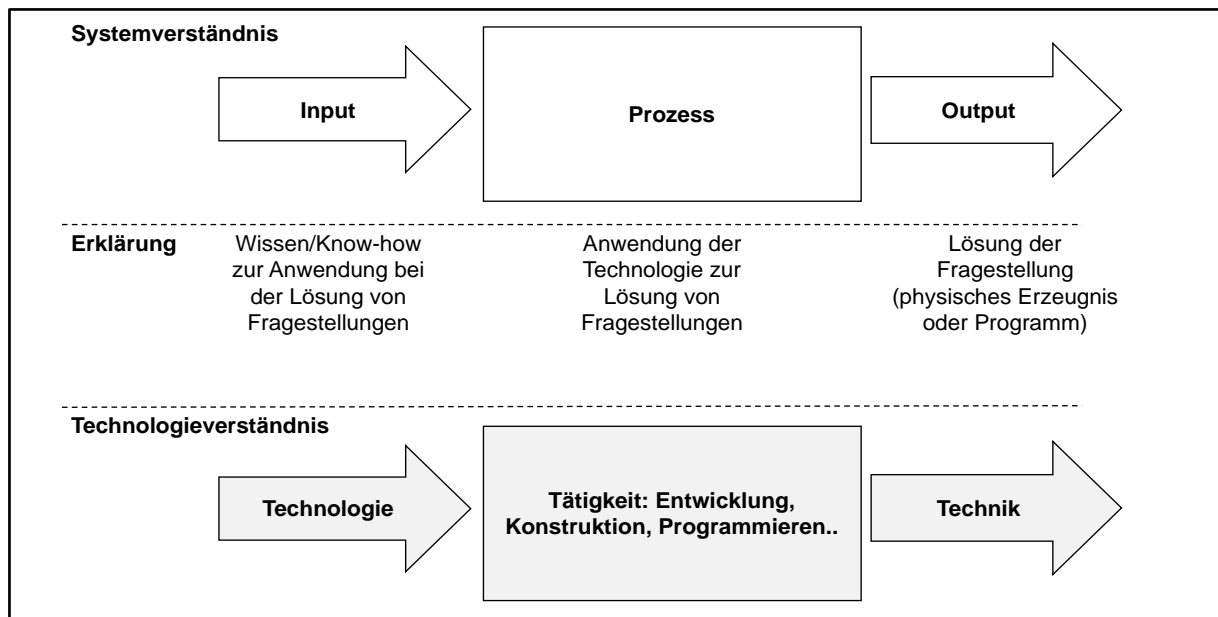 Systemverständnis
Input
Prozess
Output
Erklärung
Wissen/Know-how
zur Anwendung bei
der Lösung von
Fragestellungen
Anwendung der
Technologie zur
Lösung von
Fragestellungen
Lösung der
Fragestellung
(physisches Erzeugnis
oder Programm)
Technologieverständnis
Technologie
Tätigkeit: Entwicklung,
Konstruktion, Programmieren..
Technik